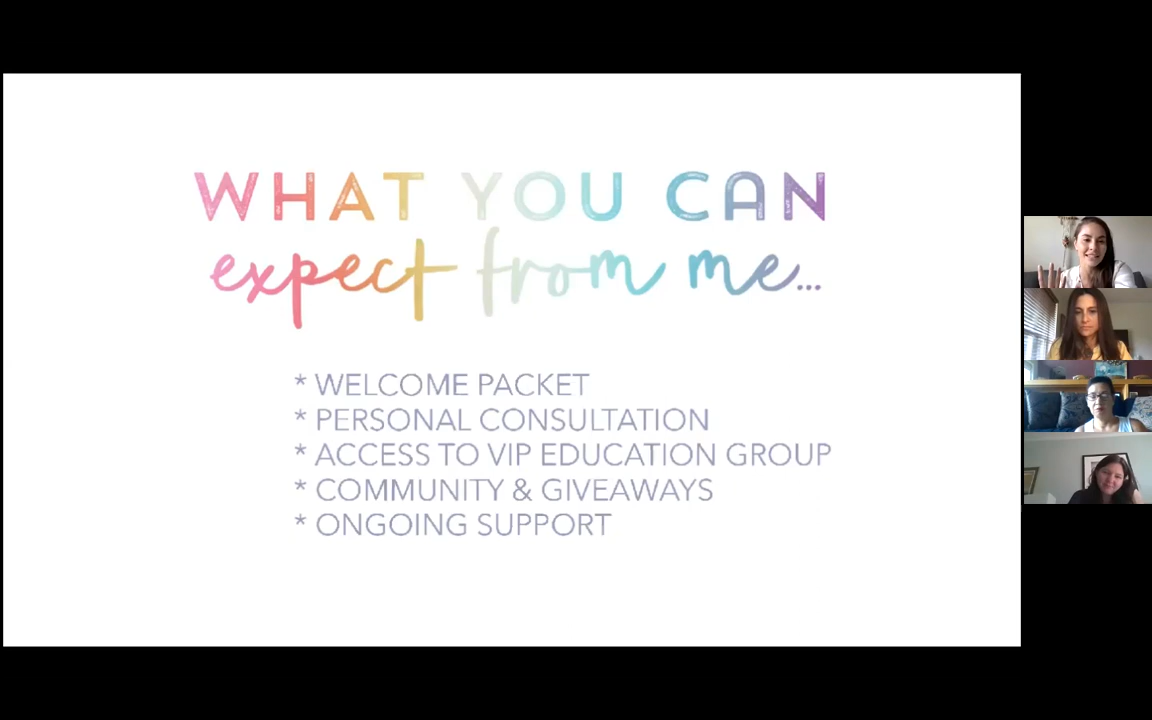 WHAT YOU CAN
expect from me...
* WELCOME PACKET
* PERSONAL CONSULTATION
* ACCESS TO VIP EDUCATION GROUP
* COMMUNITY & GIVEAWAYS
* ONGOING SUPPORT